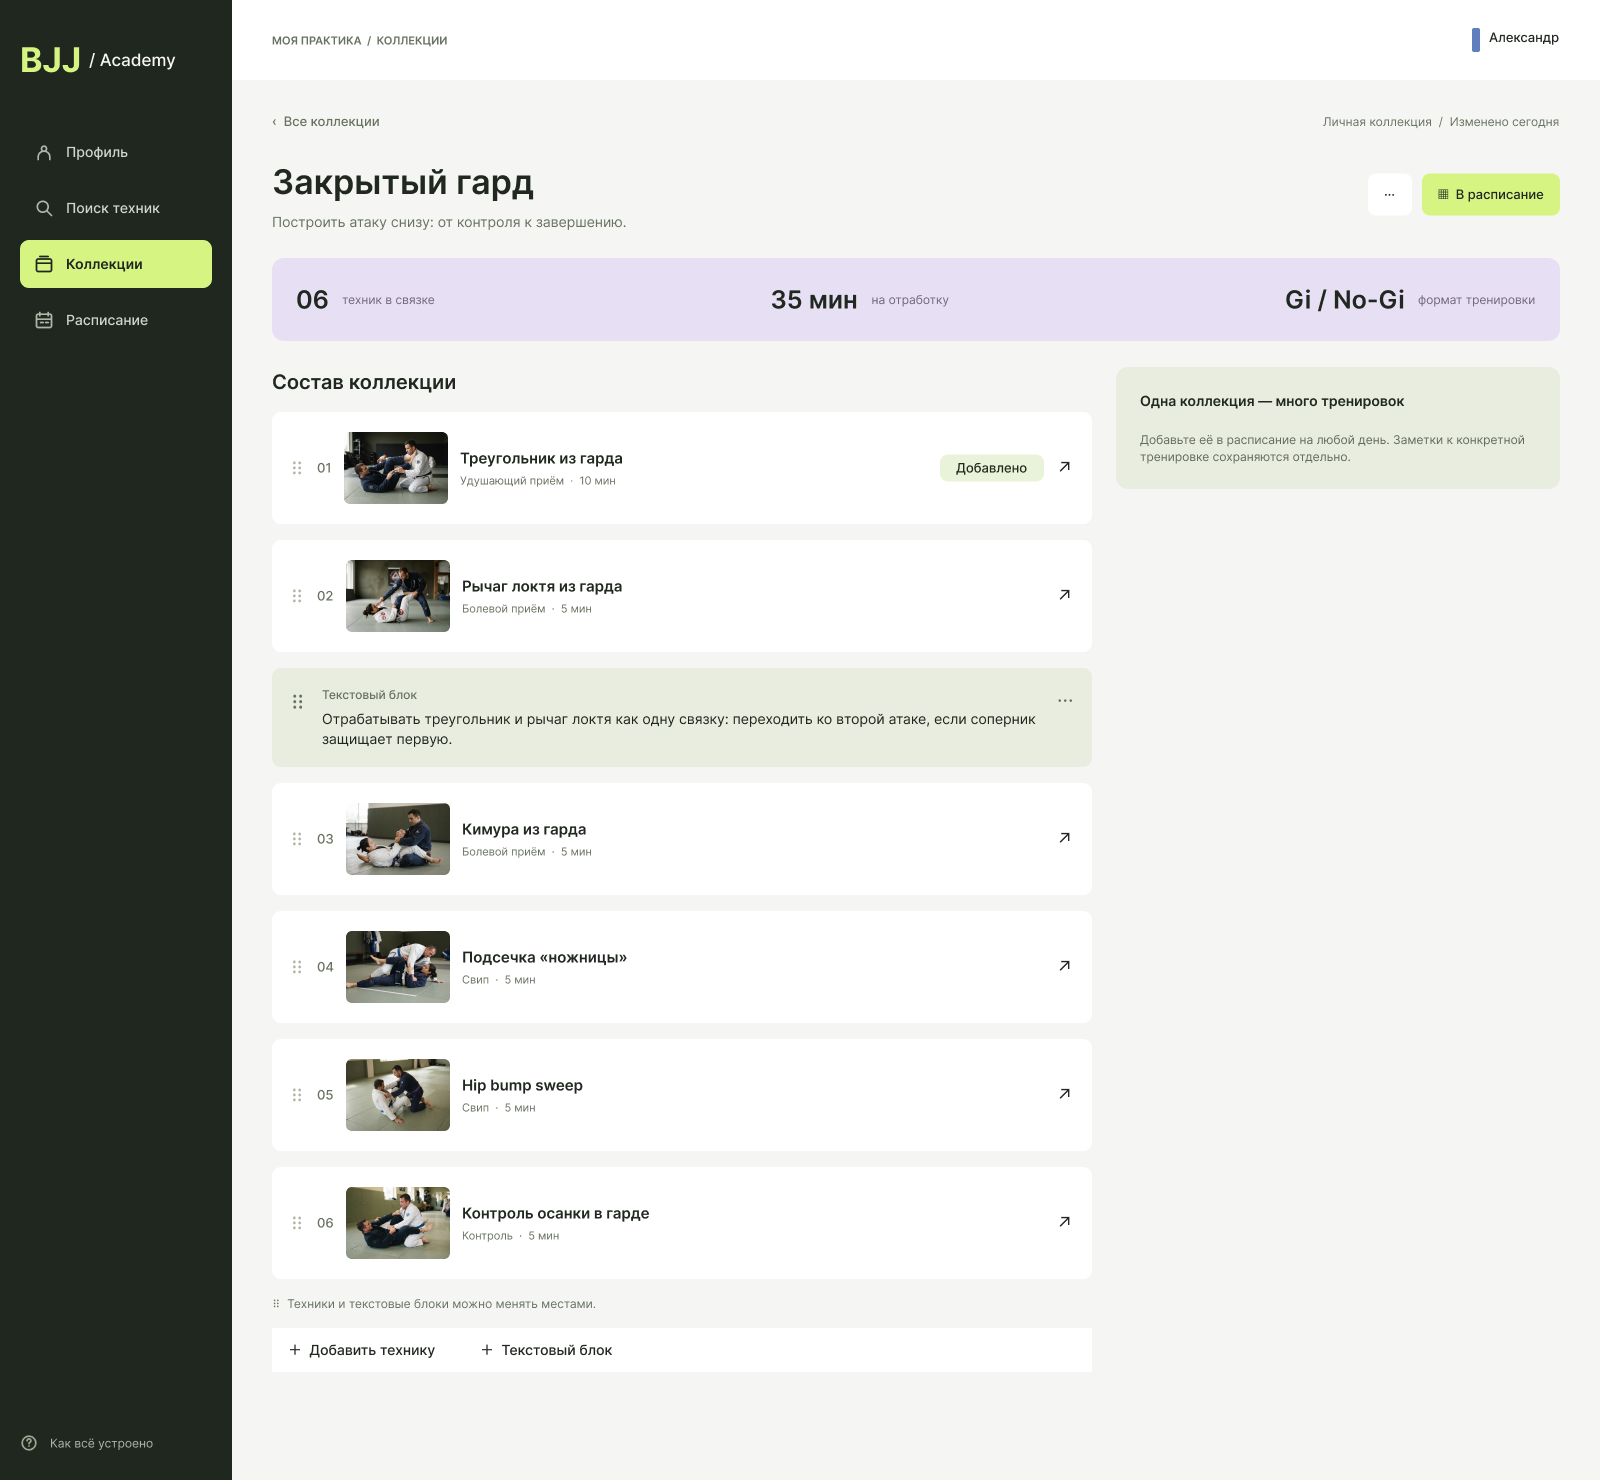 BJJ / Academy
Профиль
Поиск техник
Коллекции
Расписание
Как всё устроено
МОЯ ПРАКТИКА / КОЛЛЕКЦИИ
Александр
‹ Все коллекции
Личная коллекция / Изменено сегодня
Закрытый гард
Построить атаку снизу: от контроля к завершению.
··· В расписание
06 техник в связке
35 мин на отработку
Gi / No-Gi формат тренировки
Состав коллекции
01
Треугольник из гарда
Удушающий приём · 10 мин
Добавлено
02
Рычаг локтя из гарда
Болевой приём · 5 мин
Текстовый блок
Отрабатывать треугольник и рычаг локтя как одну связку: переходить ко второй атаке, если соперник
защищает первую.
03
Кимура из гарда
Болевой приём · 5 мин
04
Подсечка «ножницы»
Свип · 5 мин
05
Hip bump sweep
Свип · 5 мин
06
Контроль осанки в гарде
Контроль · 5 мин
Техники и текстовые блоки можно менять местами.
+ Добавить технику
+ Текстовый блок
Одна коллекция — много тренировок
Добавьте её в расписание на любой день. Заметки к конкретной
тренировке сохраняются отдельно.